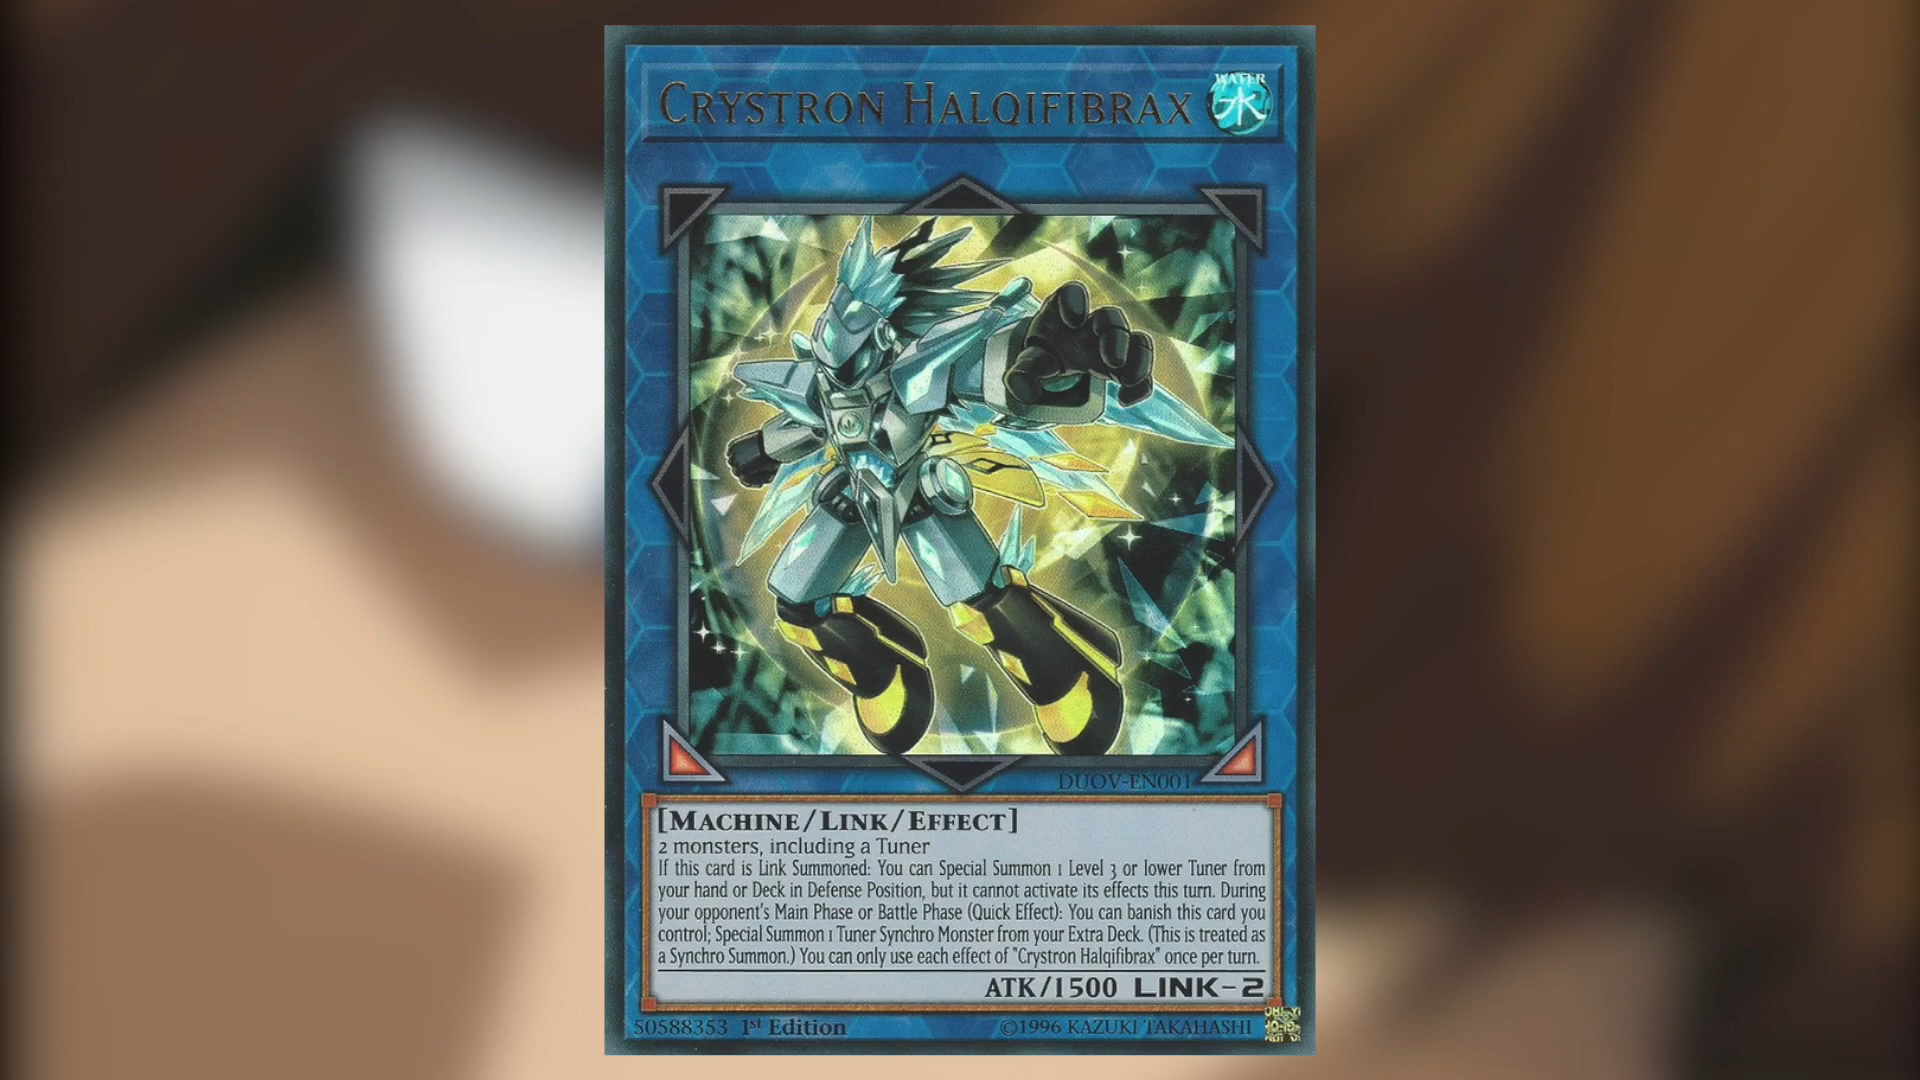 CRYSTRON HALQIFIBRAX
WATER
水
DUOV-EN001
[MACHINE/LINK/EFFECT]
2 monsters, including a Tuner
If this card is Link Summoned: You can Special Summon 1 Level 3 or lower Tuner from
your hand or Deck in Defense Position, but it cannot activate its effects this turn. During
your opponent's Main Phase or Battle Phase (Quick Effect): You can banish this card you
control; Special Summon 1 Tuner Synchro Monster from your Extra Deck. (This is treated as
a Synchro Summon.) You can only use each effect of "Crystron Halqifibrax" once per turn.
ATK/1500 LINK-2
50588353 1st Edition ©1996 KAZUKI TAKAHASHI